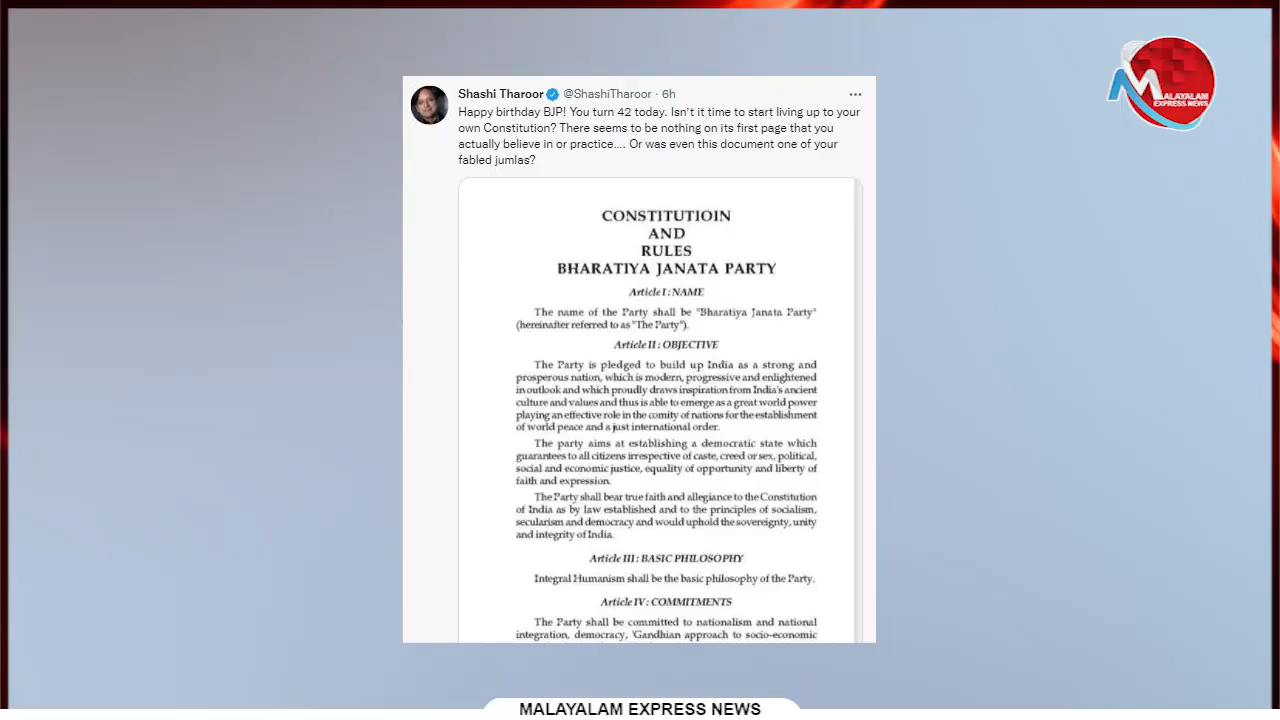 MALAYALAM
EXPRESS NEWS
Shashi Tharoor @ShashiTharoor · 6h
Happy birthday BJP! You turn 42 today. Isn't it time to start living up to your
own Constitution? There seems to be nothing on its first page that you
actually believe in or practice.... Or was even this document one of your
fabled jumlas?
CONSTITUTIOIN
AND
RULES
BHARATIYA JANATA PARTY
Article I : NAME
The name of the Party shall be "Bharatiya Janata Party"
(hereinafter referred to as "The Party").
Article II : OBJECTIVE
The Party is pledged to build up India as a strong and
prosperous nation, which is modern, progressive and enlightened
in outlook and which proudly draws inspiration from India's ancient
culture and values and thus is able to emerge as a great world power
playing an effective role in the comity of nations for the establishment
of world peace and a just international order.
The party aims at establishing a democratic state which
guarantees to all citizens irrespective of caste, creed or sex, political,
social and economic justice, equality of opportunity and liberty of
faith and expression.
The Party shall bear true faith and allegiance to the Constitution
of India as by law established and to the principles of socialism,
secularism and democracy and would uphold the sovereignty, unity
and integrity of India.
Article III : BASIC PHILOSOPHY
Integral Humanism shall be the basic philosophy of the Party.
Article IV : COMMITMENTS
The Party shall be committed to nationalism and national
integration, democracy, 'Gandhian approach to socio-economic
MALAYALAM EXPRESS NEWS